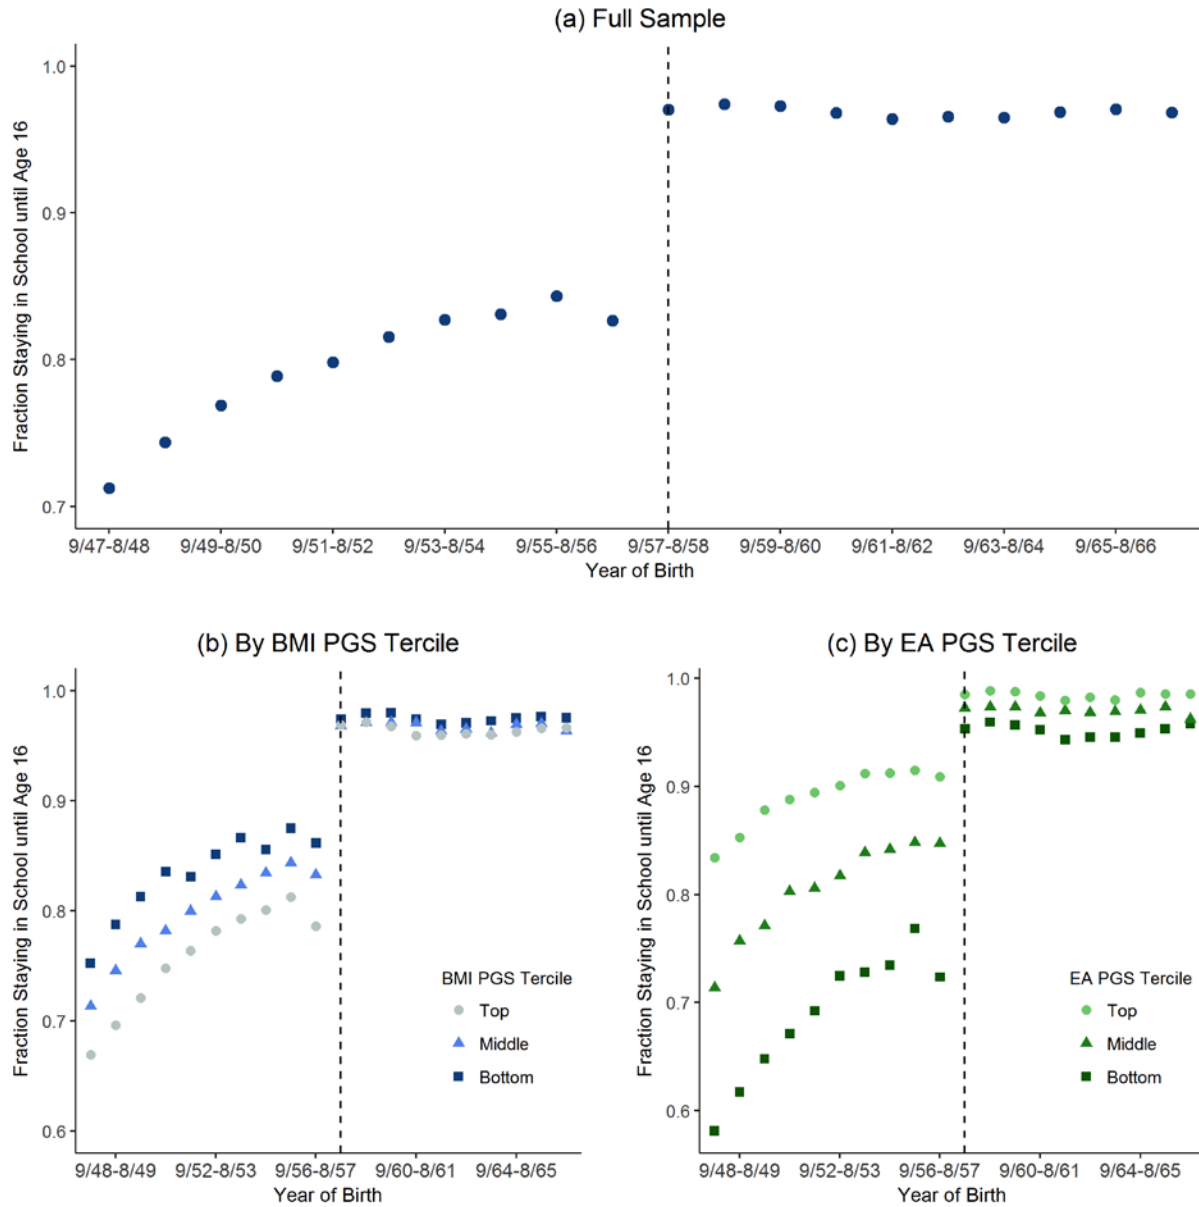 (a) Full Sample
Fraction Staying in School until Age 16
1.0
0.9
0.8
0.7
9/47-8/48 9/49-8/50 9/51-8/52 9/53-8/54 9/55-8/56 9/57-8/58 9/59-8/60 9/61-8/62 9/63-8/64 9/65-8/66
Year of Birth
(b) By BMI PGS Tercile
Fraction Staying in School until Age 16
1.0
0.9
0.8
0.7
0.6
BMI PGS Tercile
Top
Middle
Bottom
9/48-8/49 9/52-8/53 9/56-8/57 9/60-8/61 9/64-8/65
Year of Birth
(c) By EA PGS Tercile
Fraction Staying in School until Age 16
1.0
0.9
0.8
0.7
0.6
EA PGS Tercile
Top
Middle
Bottom
9/48-8/49 9/52-8/53 9/56-8/57 9/60-8/61 9/64-8/65
Year of Birth